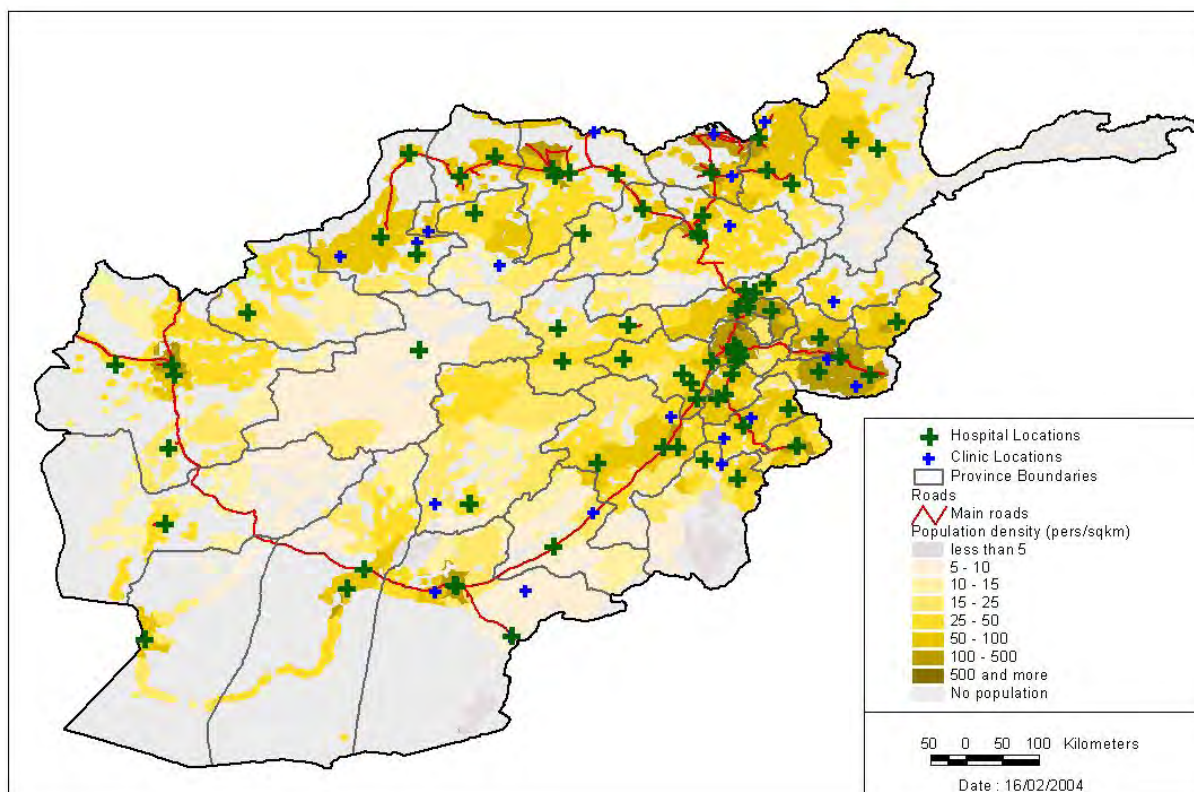 Hospital Locations
Clinic Locations
Province Boundaries
Roads
Main roads
Population density (pers/sqkm)
less than 5
5 - 10
10 - 15
15 - 25
25 - 50
50 - 100
100 - 500
500 and more
No population
50 0 50 100 Kilometers
Date : 16/02/2004